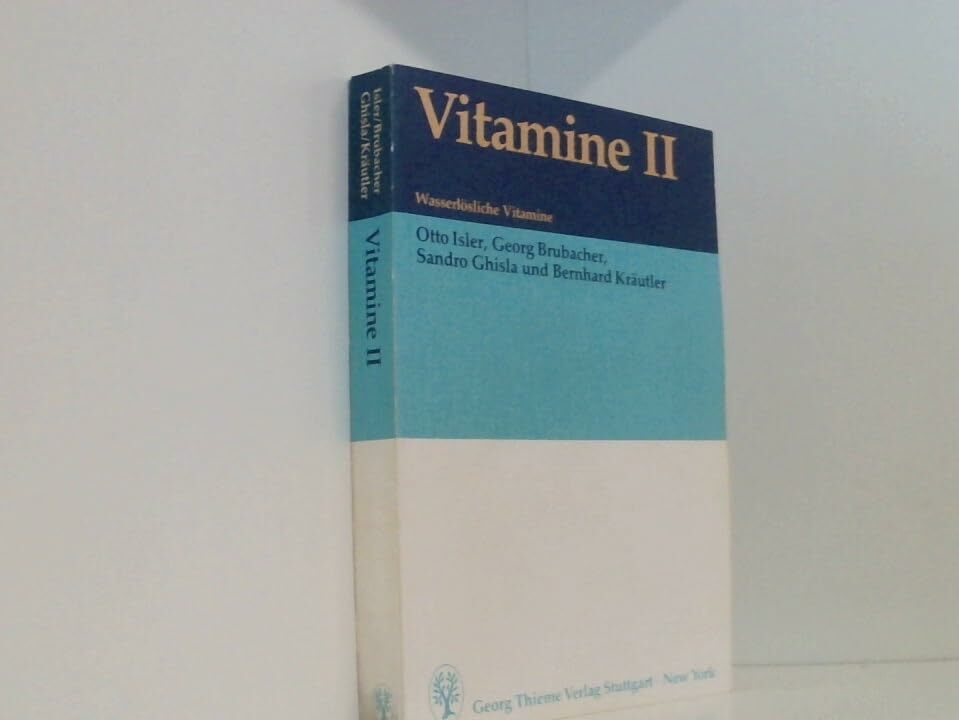 Isler/Brubacher
Ghisla/Kräutler
Vitamine II
Vitamine II
Wasserlösliche Vitamine
Otto Isler, Georg Brubacher,
Sandro Ghisla und Bernhard Kräutler
Georg Thieme Verlag Stuttgart · New York